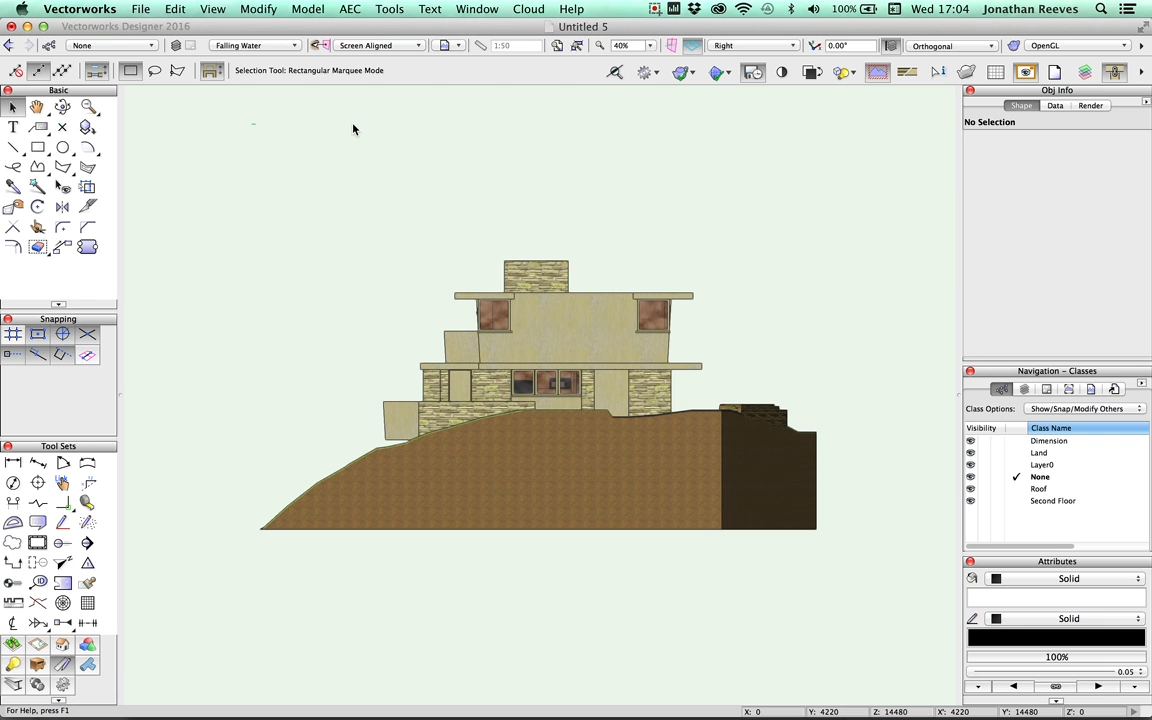 Vectorworks File Edit View Modify Model AEC Tools Text Window Cloud Help 100% Wed 17:04 Jonathan Reeves
Vectorworks Designer 2016 Untitled 5
None Falling Water Screen Aligned 1:50 40% Right 0.00° Orthogonal OpenGL
Selection Tool: Rectangular Marquee Mode
Basic
Snapping
Tool Sets
Obj Info
Shape Data Render
No Selection
Navigation - Classes
Class Options: Show/Snap/Modify Others
Visibility Class Name
Dimension
Land
Layer0
None
Roof
Second Floor
Attributes
Solid
Solid
100%
0.05
For Help, press F1 X: 0 Y: 4220 Z: 14480 X': 4220 Y': 14480 Z': 0